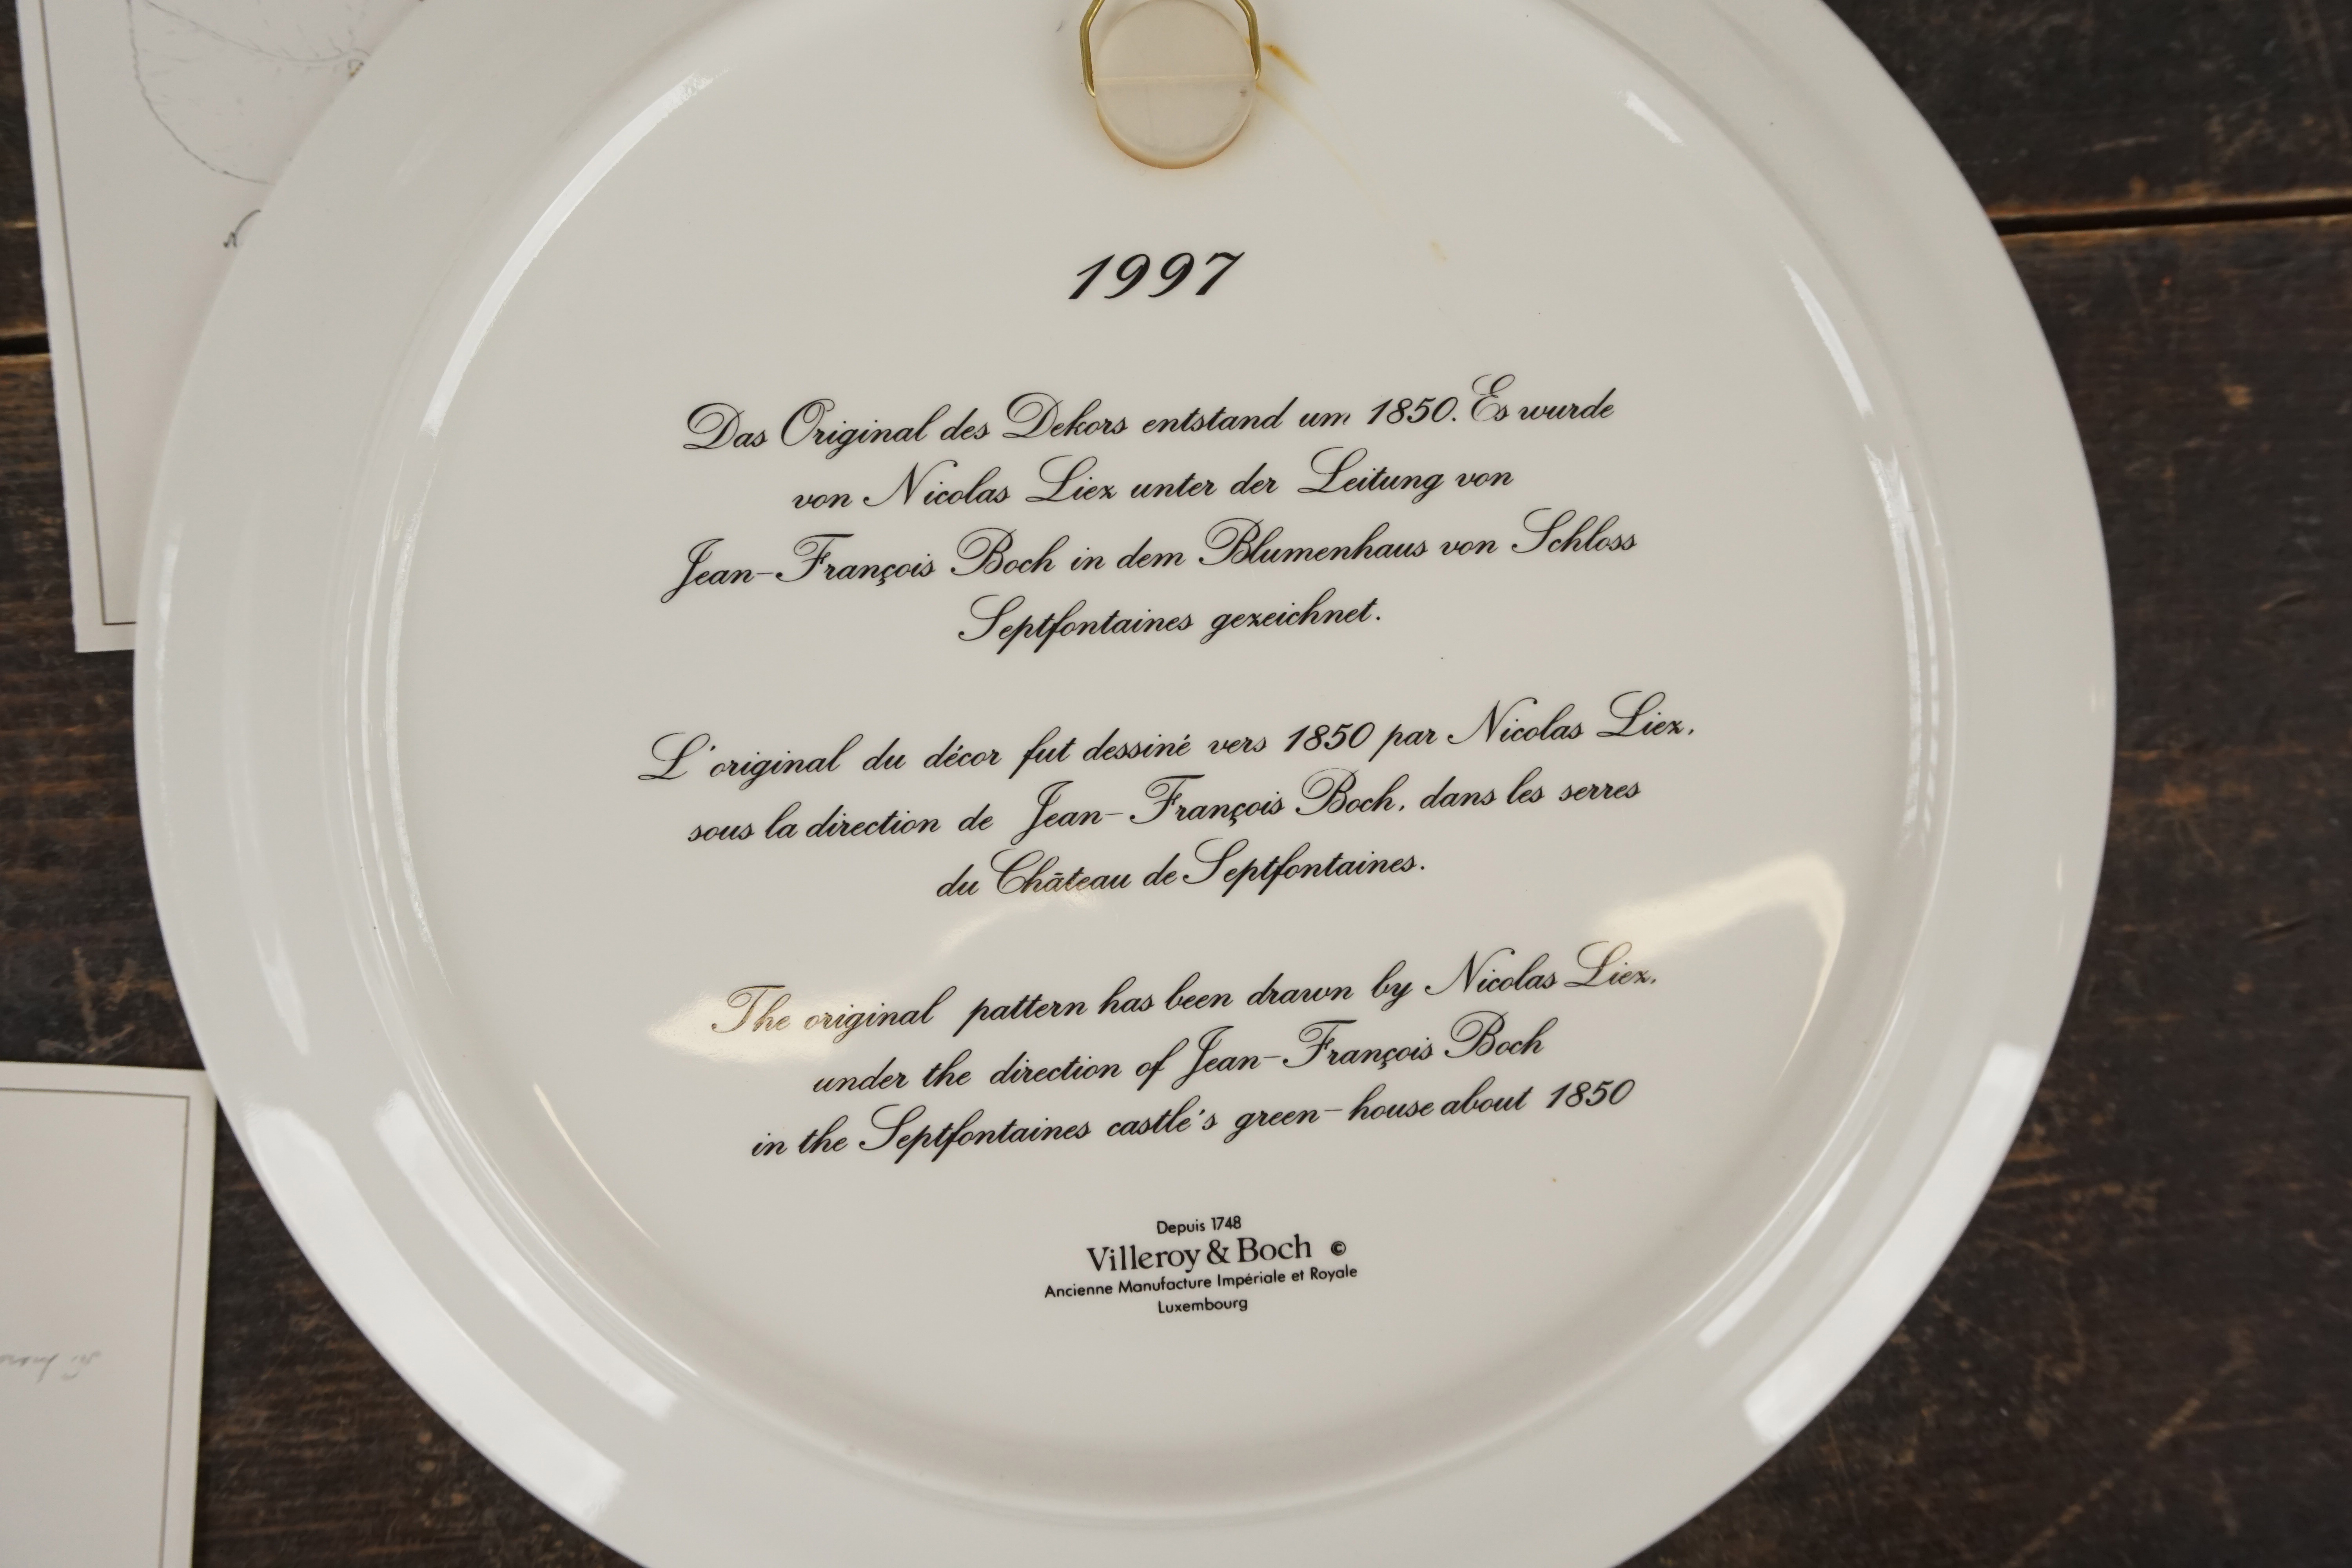 1997
Das Original des Dekors entstand um 1850. Es wurde
von Nicolas Liez unter der Leitung von
Jean-François Boch in dem Blumenhaus von Schloss
Septfontaines gezeichnet.
L'original du décor fut dessiné vers 1850 par Nicolas Liez,
sous la direction de Jean-François Boch, dans les serres
du Château de Septfontaines.
The original pattern has been drawn by Nicolas Liez,
under the direction of Jean-François Boch
in the Septfontaines castle's green-house about 1850
Depuis 1748
Villeroy & Boch ©
Ancienne Manufacture Impériale et Royale
Luxembourg